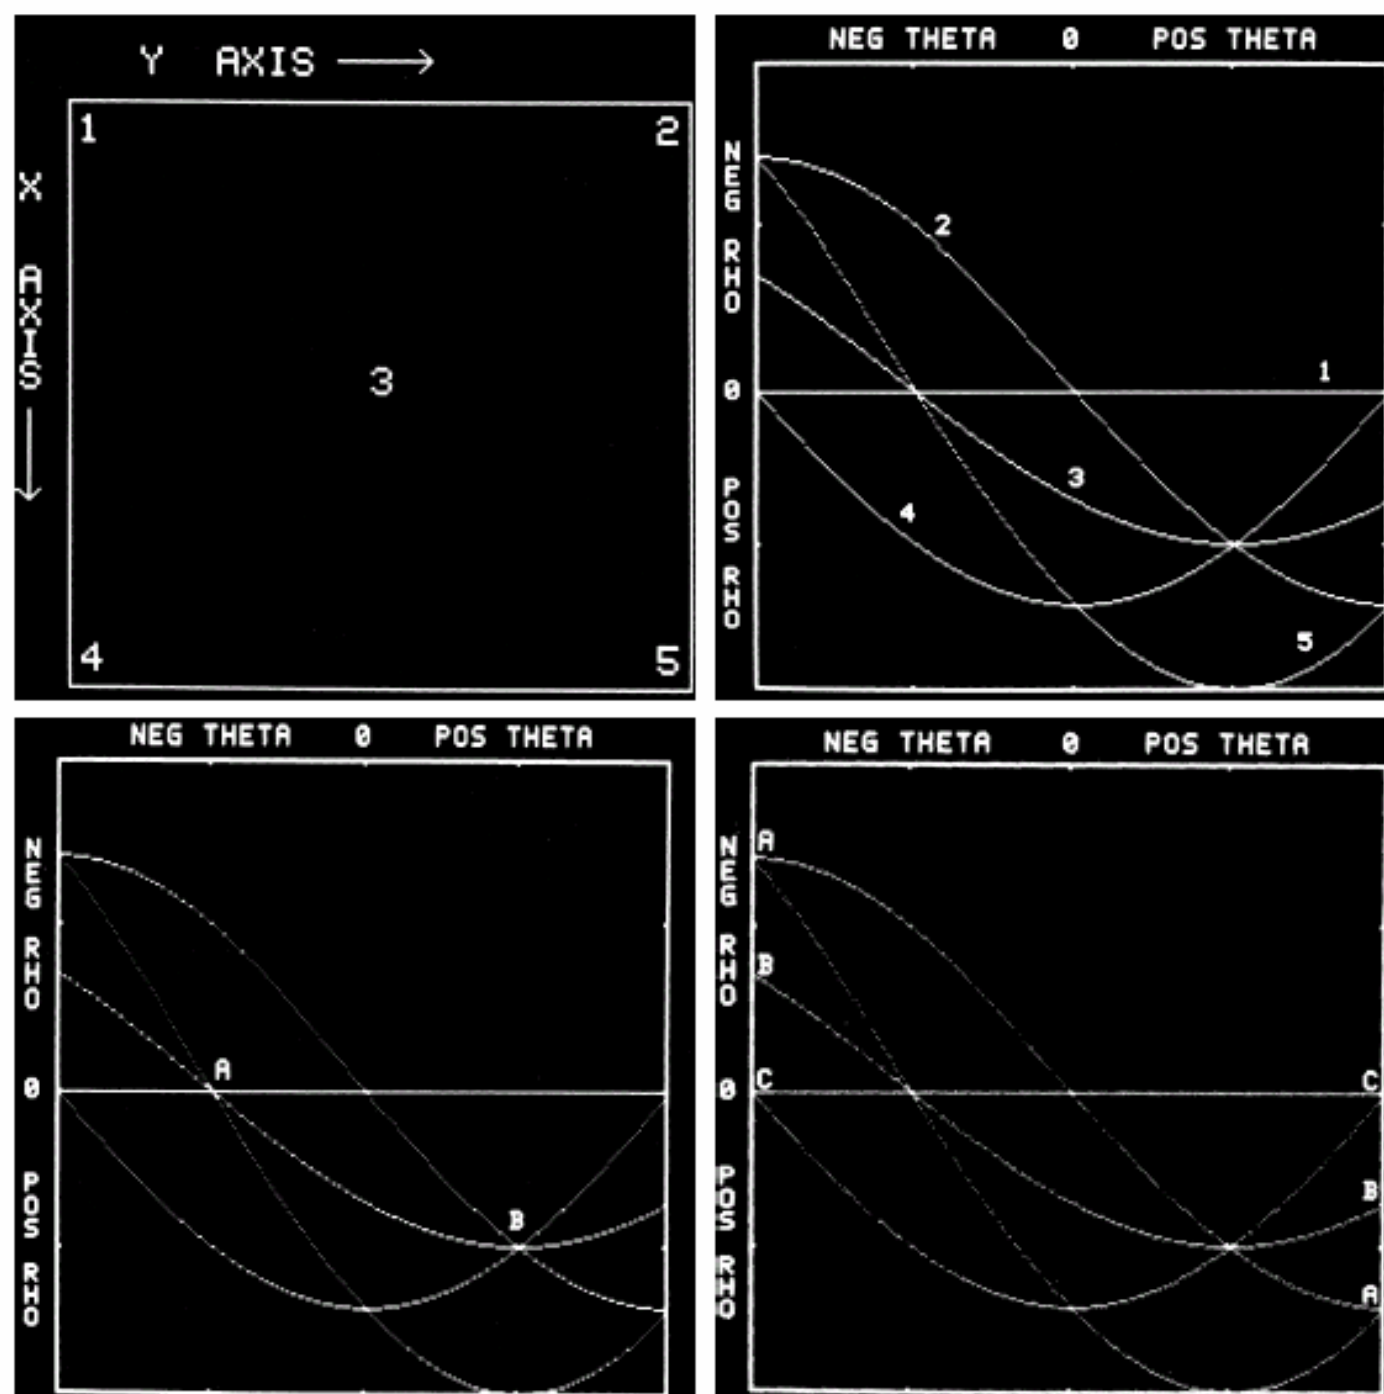 Y AXIS
X AXIS
1
2
3
4
5
NEG THETA 0 POS THETA
NEG RHO
0
POS RHO
2
1
3
4
5
NEG THETA 0 POS THETA
NEG RHO
0
POS RHO
A
B
NEG THETA 0 POS THETA
NEG RHO
0
POS RHO
A
B
C
C
B
A